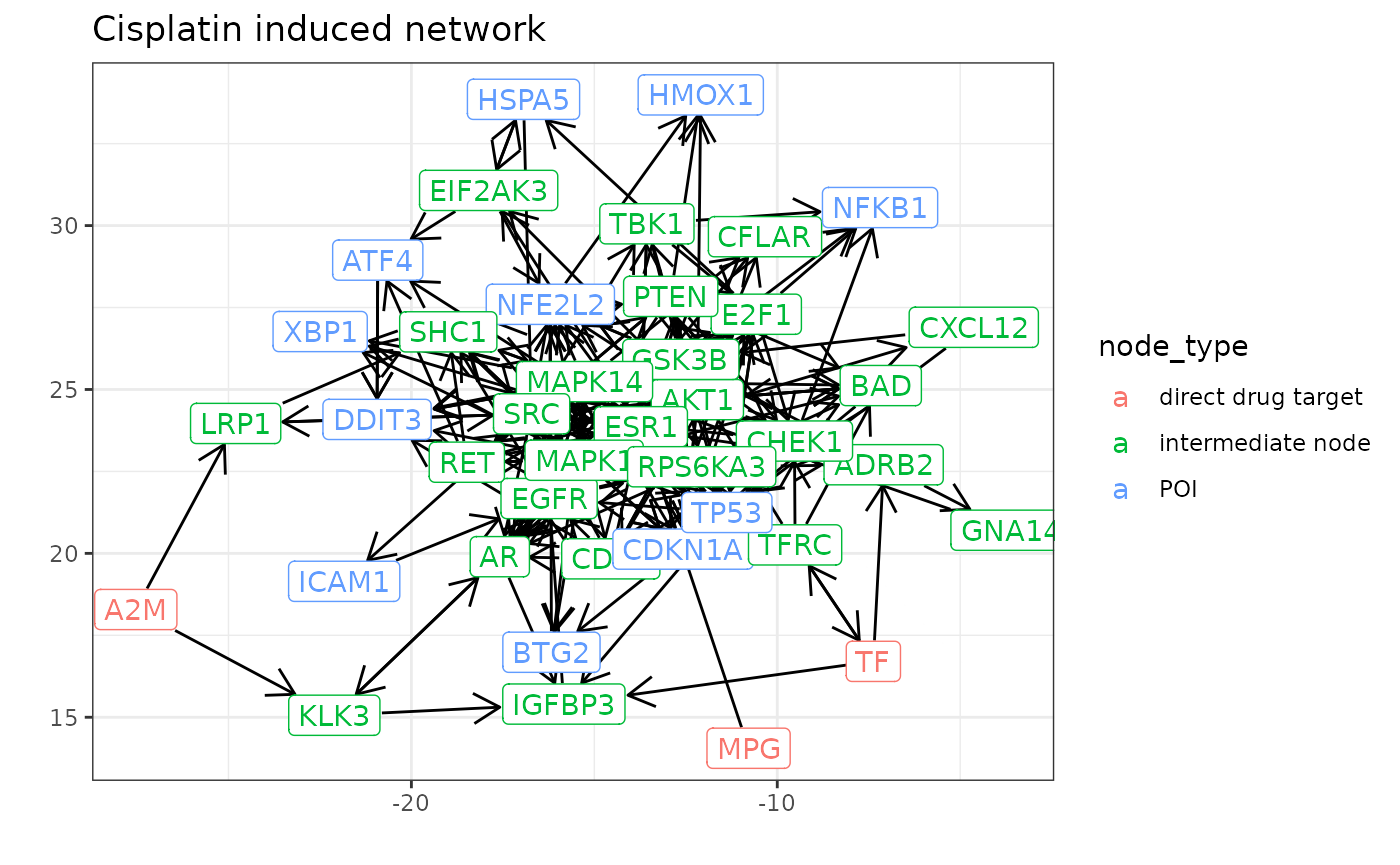 Cisplatin induced network
HSPA5
HMOX1
EIF2AK3
NFKB1
TBK1
CFLAR
30
ATF4
PTEN
NFE2L2
E2F1
XBP1
SHC1
CXCL12
GSK3B
MAPK14
BAD
25
AKT1
SRC
LRP1
DDIT3
ESR1
CHEK1
RET
MAPK1
RPS6KA3
ADRB2
EGFR
TP53
GNA14
20
AR
CD
CDKN1A
TFRC
ICAM1
A2M
BTG2
TF
15
KLK3
IGFBP3
MPG
-20
-10
node_type
a direct drug target
a intermediate node
a POI